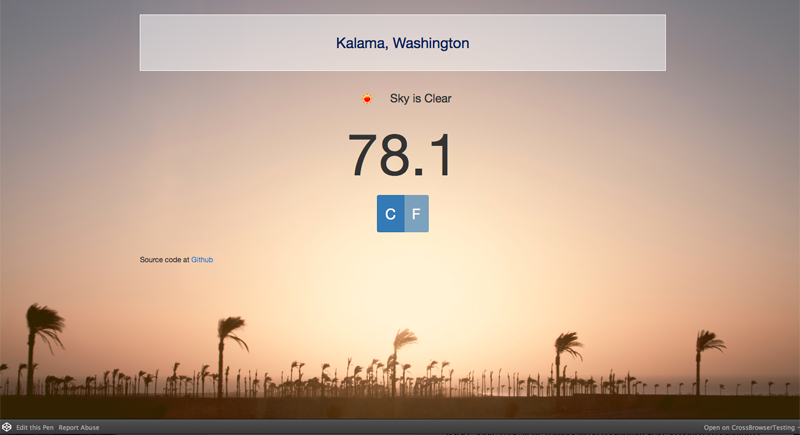 Kalama, Washington
Sky is Clear
78.1
C F
Source code at Github
Edit this Pen Report Abuse Open on CrossBrowserTesting